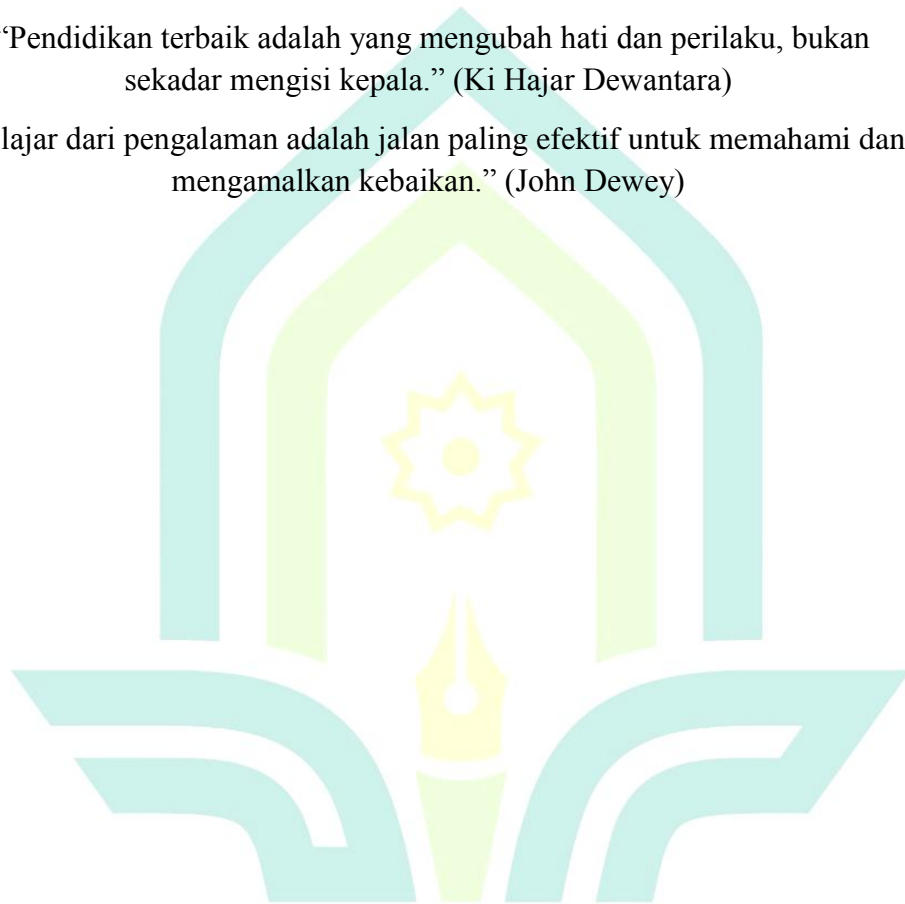 “Pendidikan terbaik adalah yang mengubah hati dan perilaku, bukan
sekadar mengisi kepala.” (Ki Hajar Dewantara)
lajar dari pengalaman adalah jalan paling efektif untuk memahami dan
mengamalkan kebaikan.” (John Dewey)